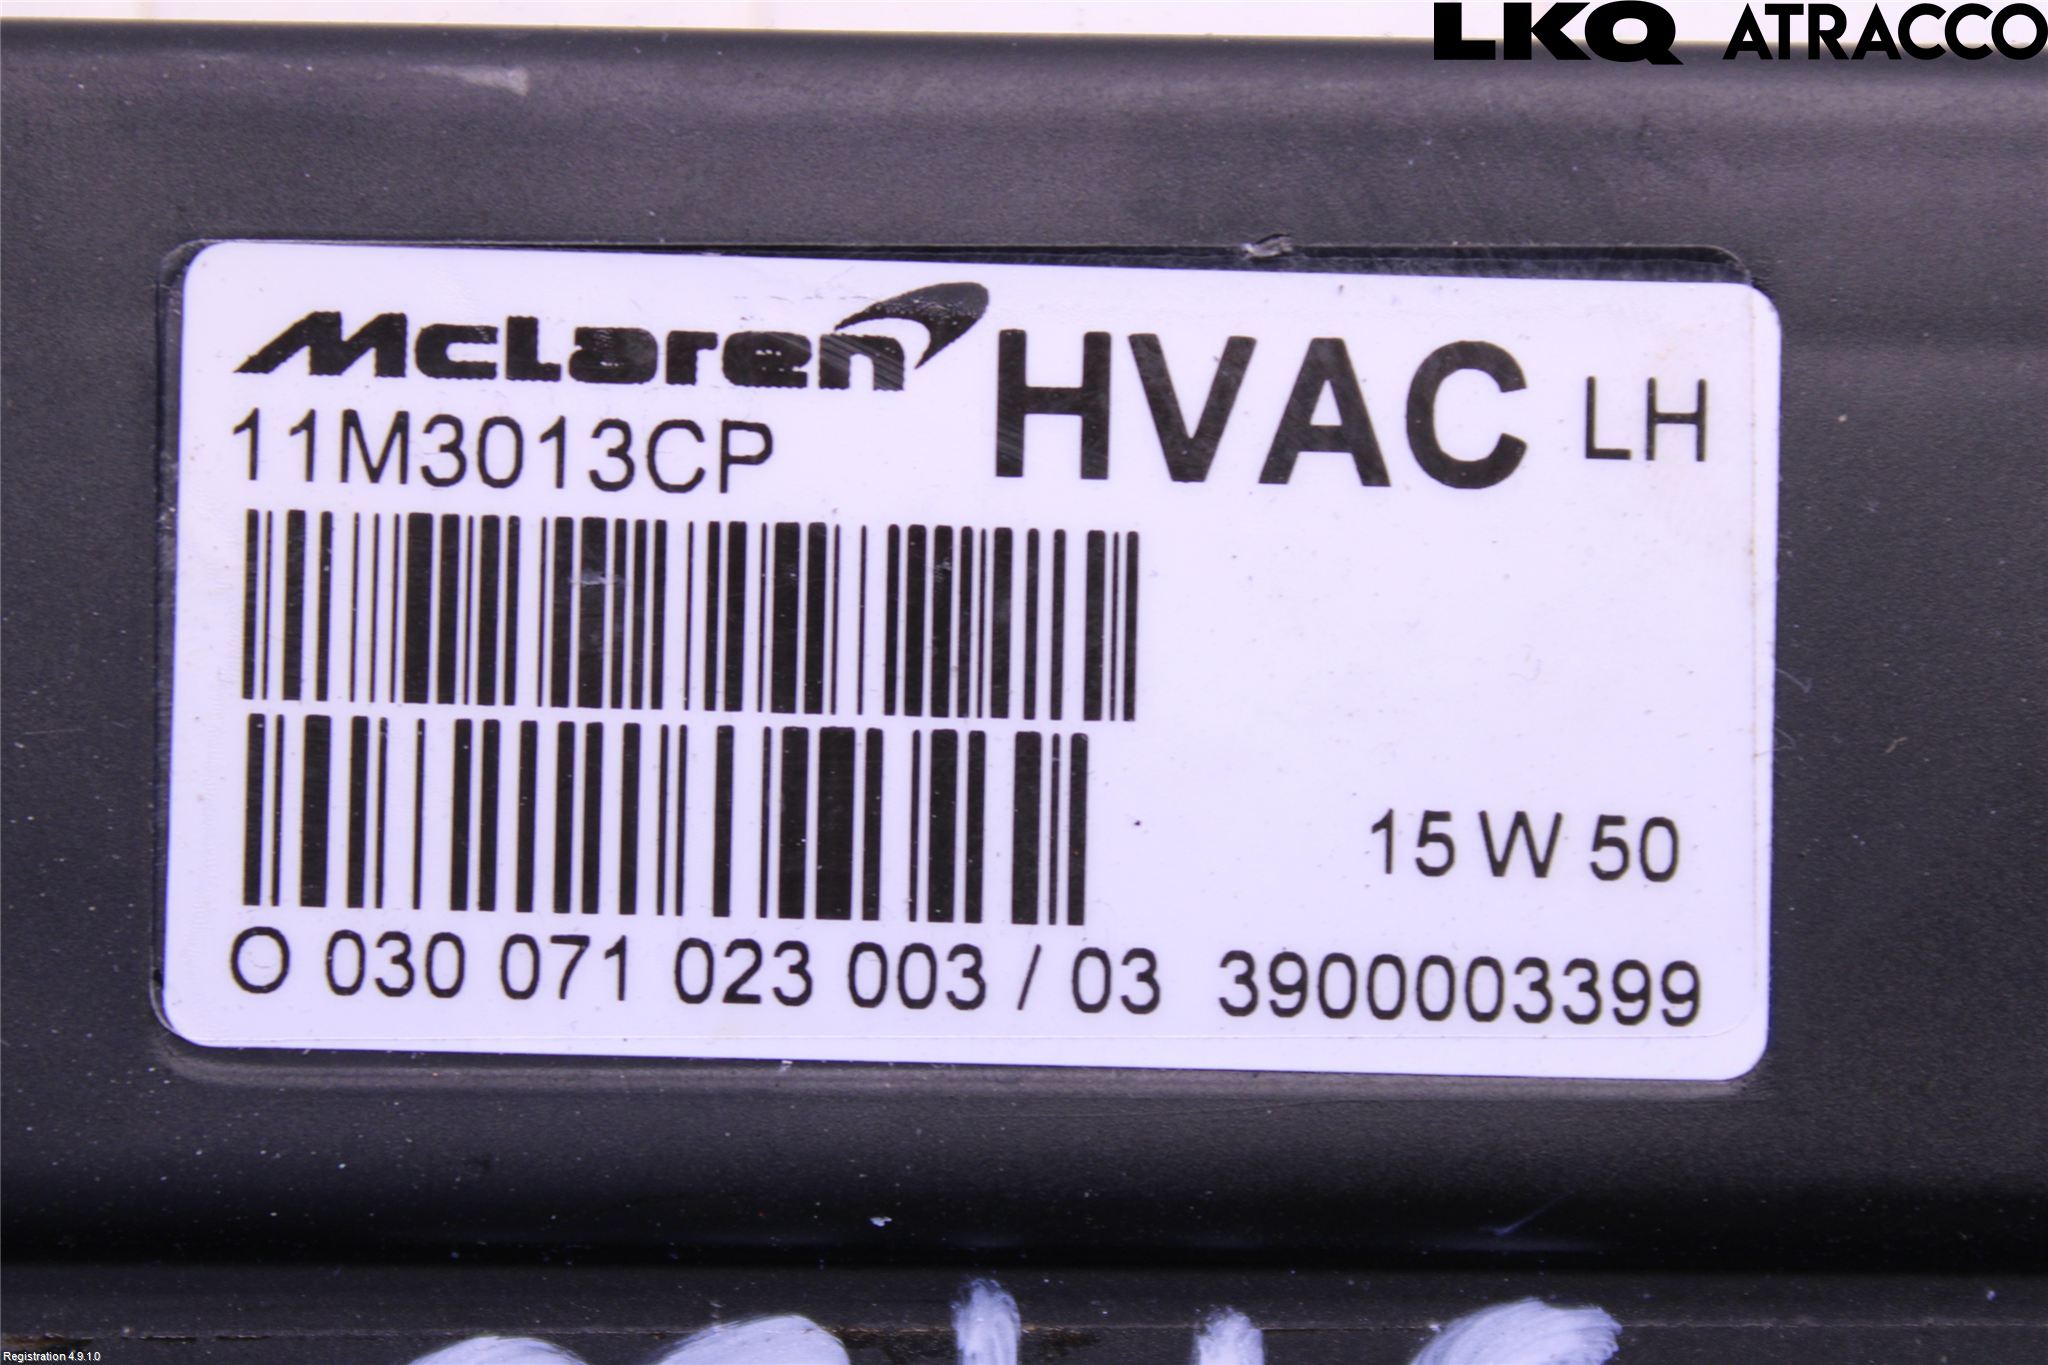 LKQ ATRACCO
McLaren HVAC LH
11M3013CP
15 W 50
O 030 071 023 003 / 03 3900003399
Registration 4.9.1.0